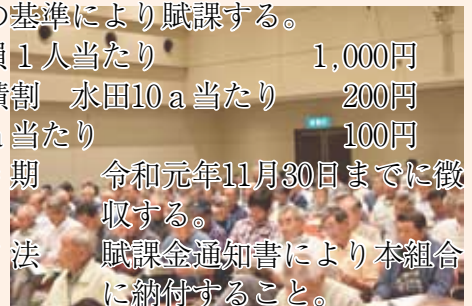 の基準により賦課する。
員1人当たり 1,000円
積割 水田10a当たり 200円
a当たり 100円
期 令和元年11月30日までに徴
収する。
法 賦課金通知書により本組合
に納付すること。